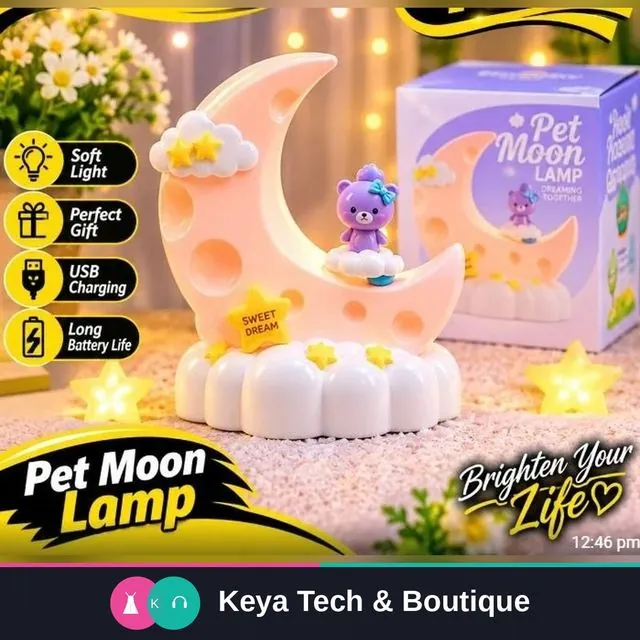 Soft
Light
Perfect
Gift
USB
Charging
Long
Battery Life
Pet
Moon
LAMP
DREAMING
TOGETHER
SWEET
DREAM
Pet Moon
Lamp
Brighten Your
Life
12:46 pm
K
Keya Tech & Boutique